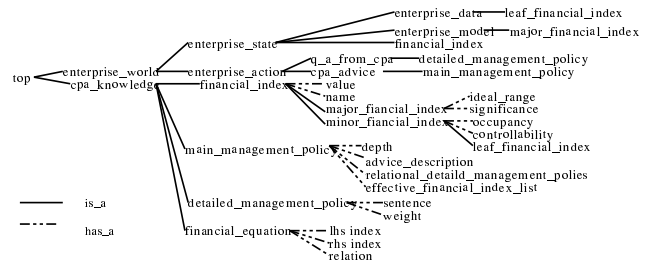 enterprise_data leaf_financial_index
enterprise_model major_financial_index
enterprise_state financial_index
q_a_from_cpa detailed_management_policy
top enterprise_world enterprise_action cpa_advice main_management_policy
cpa_knowledge financial_index value
name
ideal_range
major_fiancial_index significance
minor_fiancial_index occupancy
controllability
leaf_financial_index
main_management_policy depth
advice_description
relational_detaild_managem ent_polies
effective_financial_index_list
is_a detailed_management_policy sentence
weight
has_a financial_equation lhs index
rhs index
relation